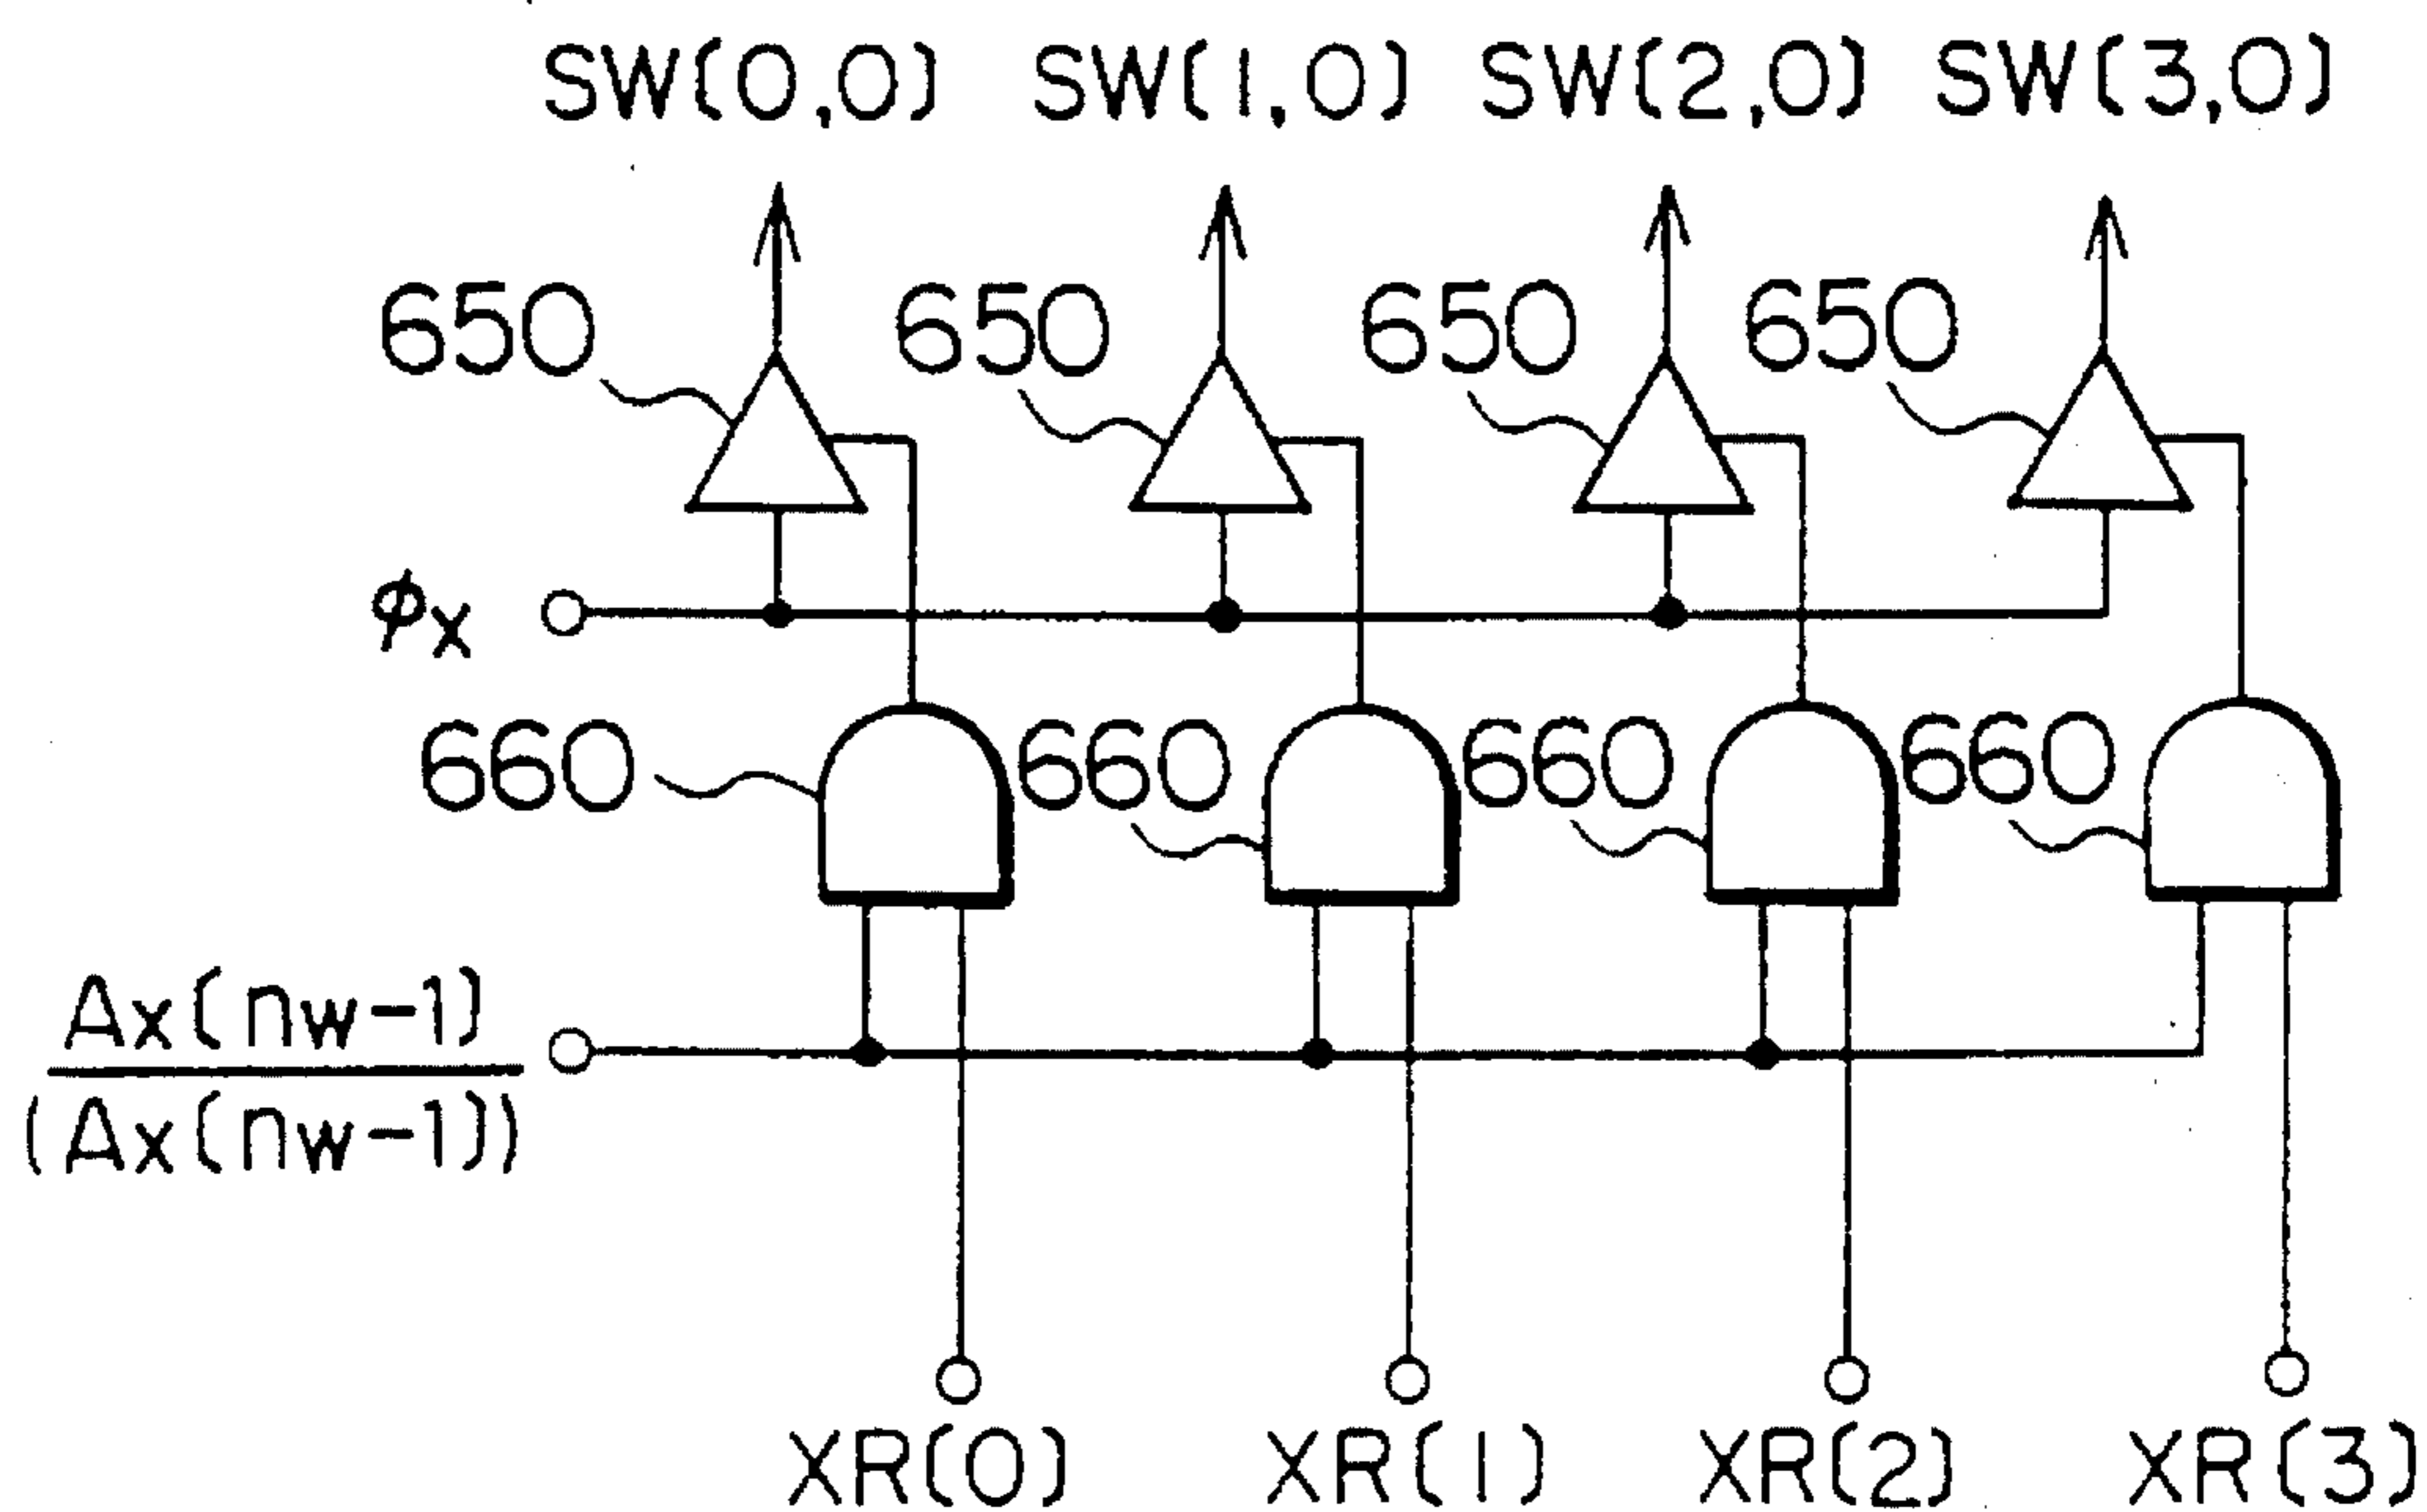 SW(0,0) SW(1,0) SW(2,0) SW(3,0)
650 650 650 650
φx
660 660 660 660
Ax(nw-1)
(Ax(nw-1))
XR(0) XR(1) XR(2) XR(3)